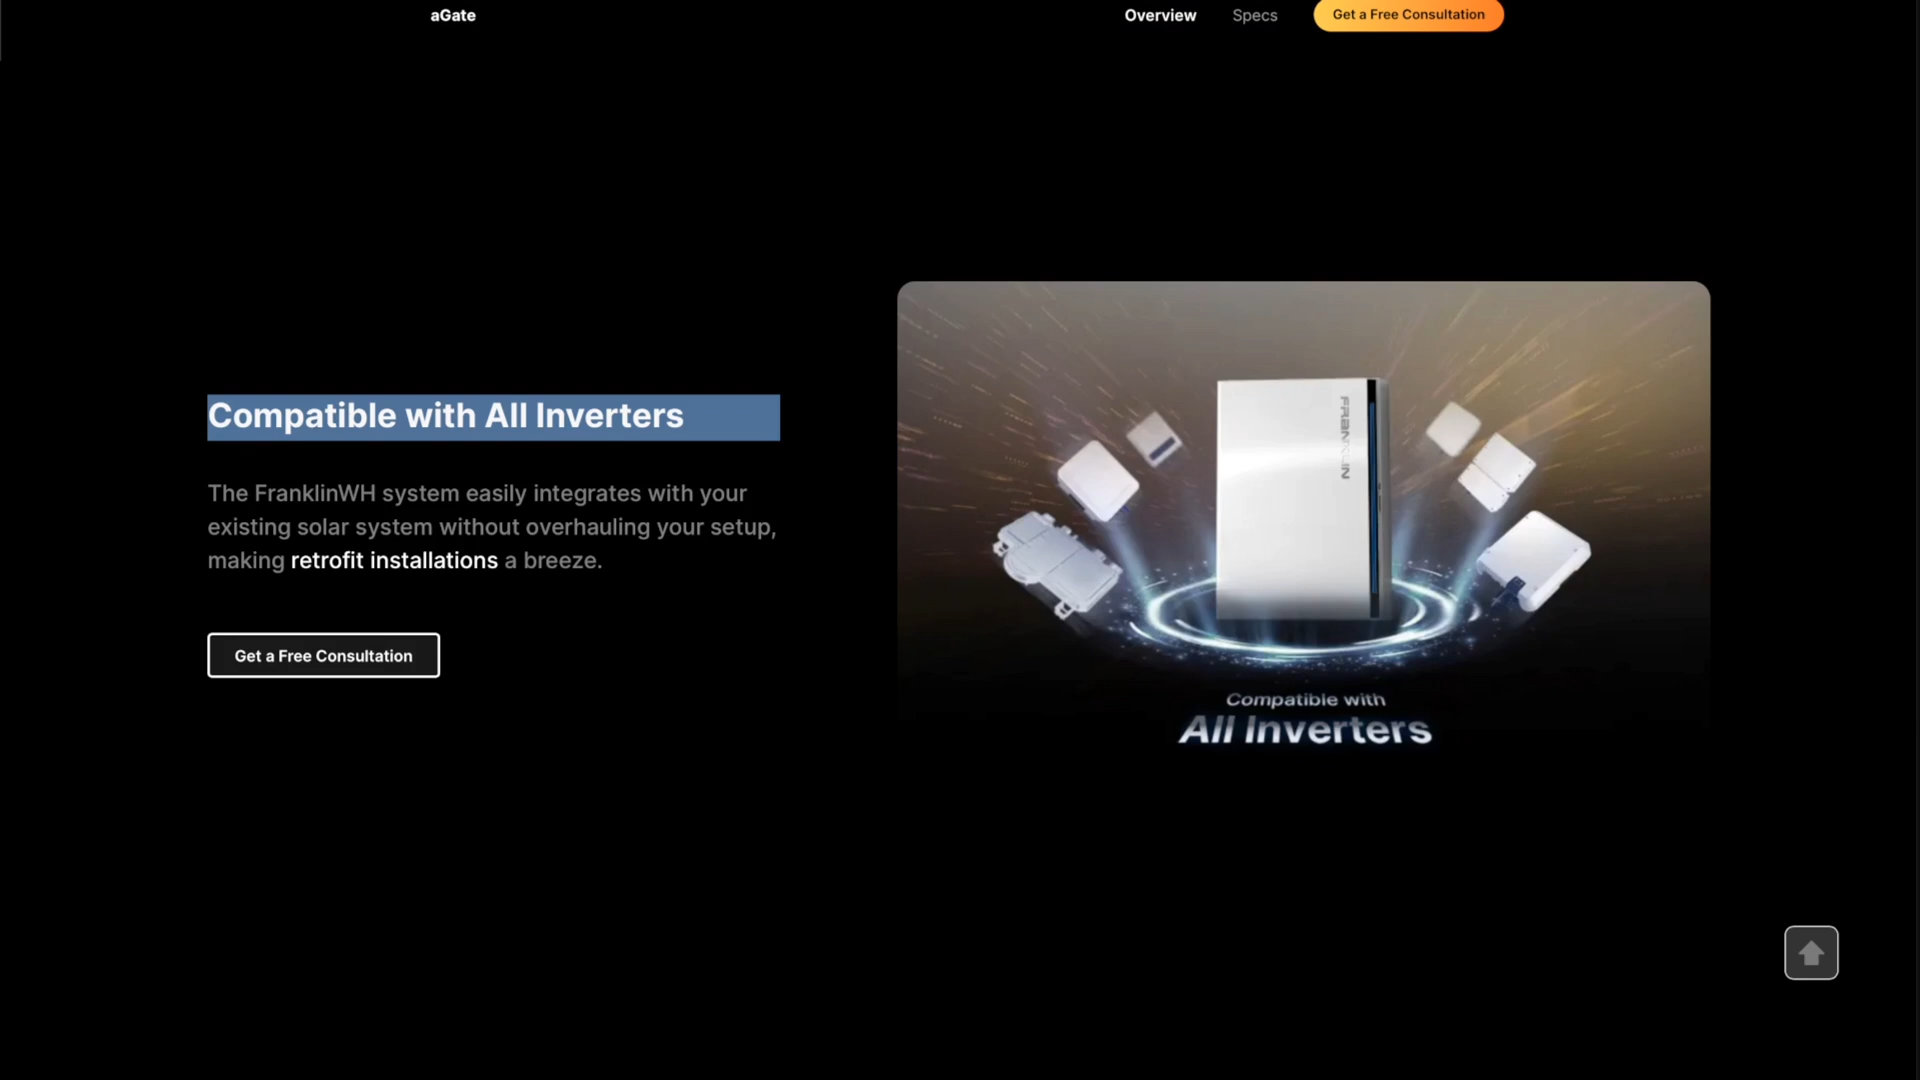 aGate
Overview
Specs
Get a Free Consultation
Compatible with All Inverters
The FranklinWH system easily integrates with your
existing solar system without overhauling your setup,
making retrofit installations a breeze.
Get a Free Consultation
FRANKLIN
Compatible with
All Inverters